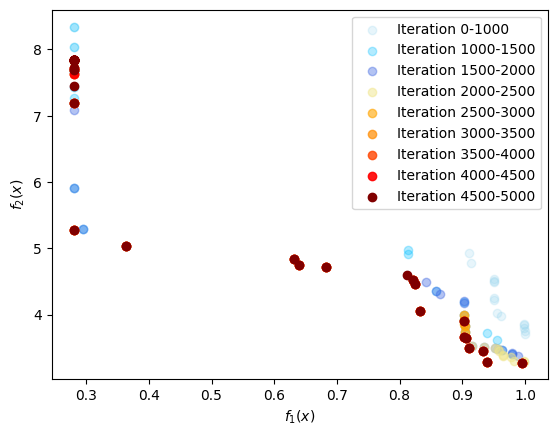 8
7
6
5
4
f₂(x)
0.3 0.4 0.5 0.6 0.7 0.8 0.9 1.0
f₁(x)
Iteration 0-1000
Iteration 1000-1500
Iteration 1500-2000
Iteration 2000-2500
Iteration 2500-3000
Iteration 3000-3500
Iteration 3500-4000
Iteration 4000-4500
Iteration 4500-5000